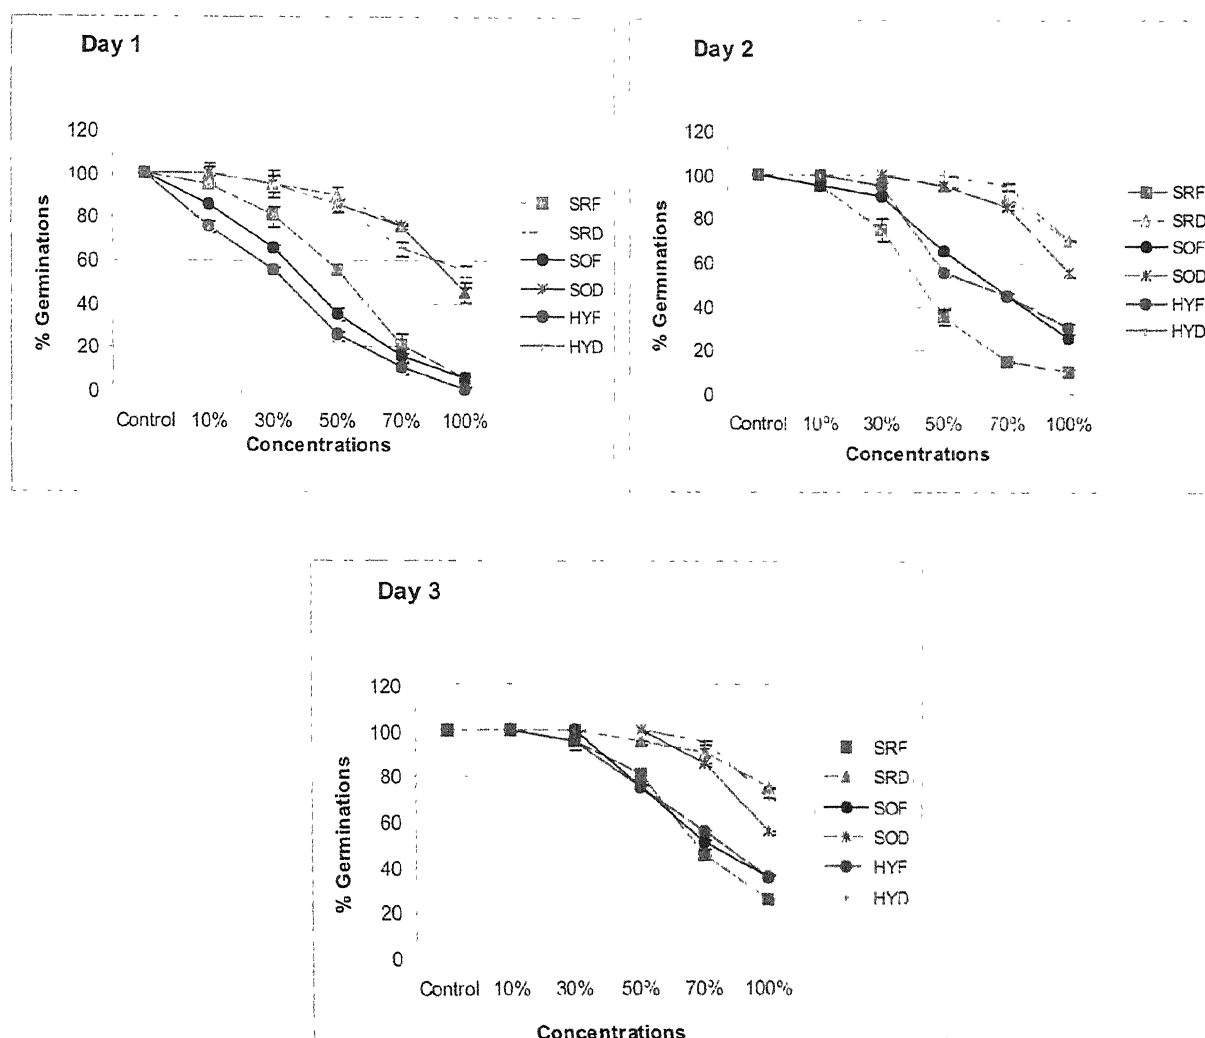 Day 1
120
100
80
60
40
20
0
% Germinations
Control 10% 30% 50% 70% 100%
Concentrations
SRF
SRD
SOF
SOD
HYF
HYD
Day 2
120
100
80
60
40
20
0
% Germinations
Control 10% 30% 50% 70% 100%
Concentrations
SRF
SRD
SOF
SOD
HYF
HYD
Day 3
120
100
80
60
40
20
0
% Germinations
Control 10% 30% 50% 70% 100%
Concentrations
SRF
SRD
SOF
SOD
HYF
HYD